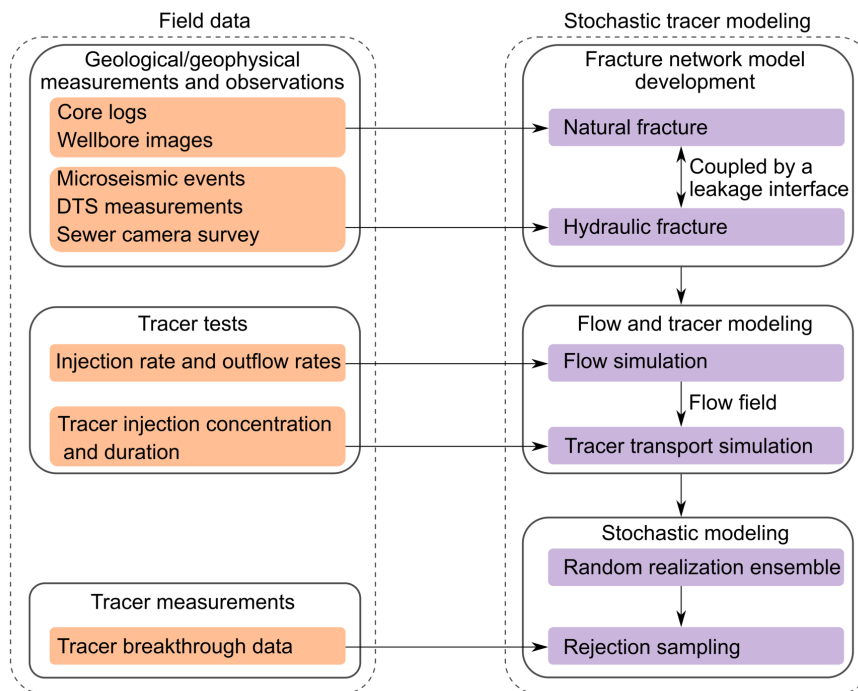 Field data
Geological/geophysical
measurements and observations
Core logs
Wellbore images
Microseismic events
DTS measurements
Sewer camera survey
Tracer tests
Injection rate and outflow rates
Tracer injection concentration
and duration
Tracer measurements
Tracer breakthrough data
Stochastic tracer modeling
Fracture network model
development
Natural fracture
Coupled by a
leakage interface
Hydraulic fracture
Flow and tracer modeling
Flow simulation
Flow field
Tracer transport simulation
Stochastic modeling
Random realization ensemble
Rejection sampling